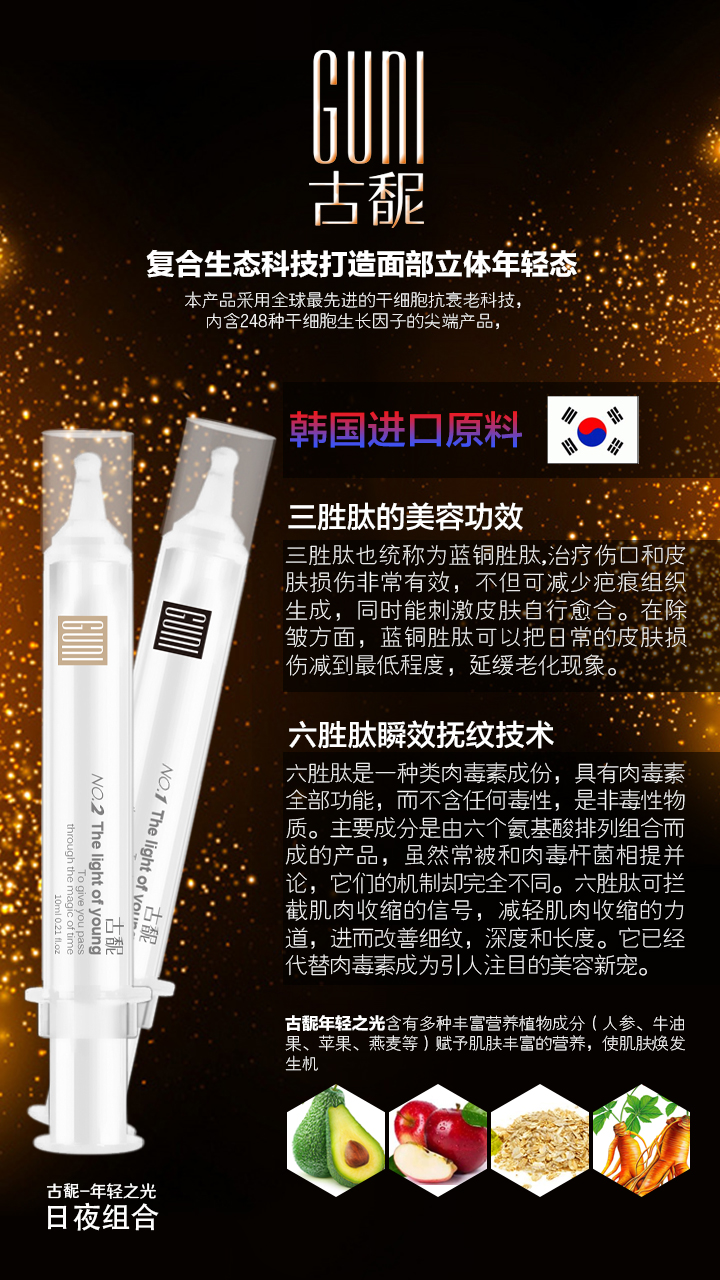 GUNI
古馜
复合生态科技打造面部立体年轻态
本产品采用全球最先进的干细胞抗衰老科技，
内含248种干细胞生长因子的尖端产品，
韩国进口原料
三胜肽的美容功效
三胜肽也统称为蓝铜胜肽,治疗伤口和皮
肤损伤非常有效，不但可减少疤痕组织
生成，同时能刺激皮肤自行愈合。在除
皱方面，蓝铜胜肽可以把日常的皮肤损
伤减到最低程度，延缓老化现象。
六胜肽瞬效抚纹技术
六胜肽是一种类肉毒素成份，具有肉毒素
全部功能，而不含任何毒性，是非毒性物
质。主要成分是由六个氨基酸排列组合而
成的产品，虽然常被和肉毒杆菌相提并
论，它们的机制却完全不同。六胜肽可拦
截肌肉收缩的信号，减轻肌肉收缩的力
道，进而改善细纹，深度和长度。它已经
代替肉毒素成为引人注目的美容新宠。
古馜年轻之光含有多种丰富营养植物成分（人参、牛油
果、苹果、燕麦等）赋予肌肤丰富的营养，使肌肤焕发
生机
GUNI
NO.2 The light of young
古馜
To give you pass
through the magic of time
10ml 0.21 fl.oz
GUNI
NO.1 The light of young
古馜
古馜-年轻之光
日夜组合